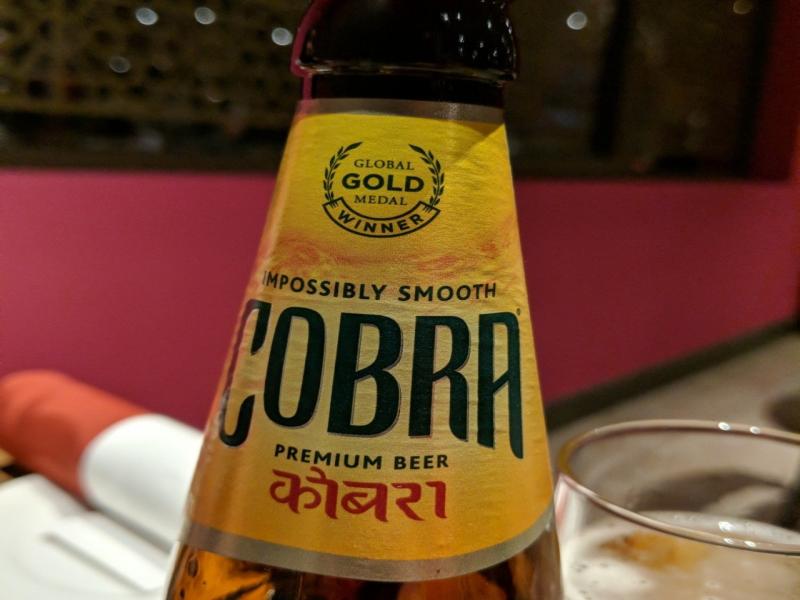 GLOBAL
GOLD
MEDAL
WINNER
IMPOSSIBLY SMOOTH
COBRA
PREMIUM BEER
कोबरा